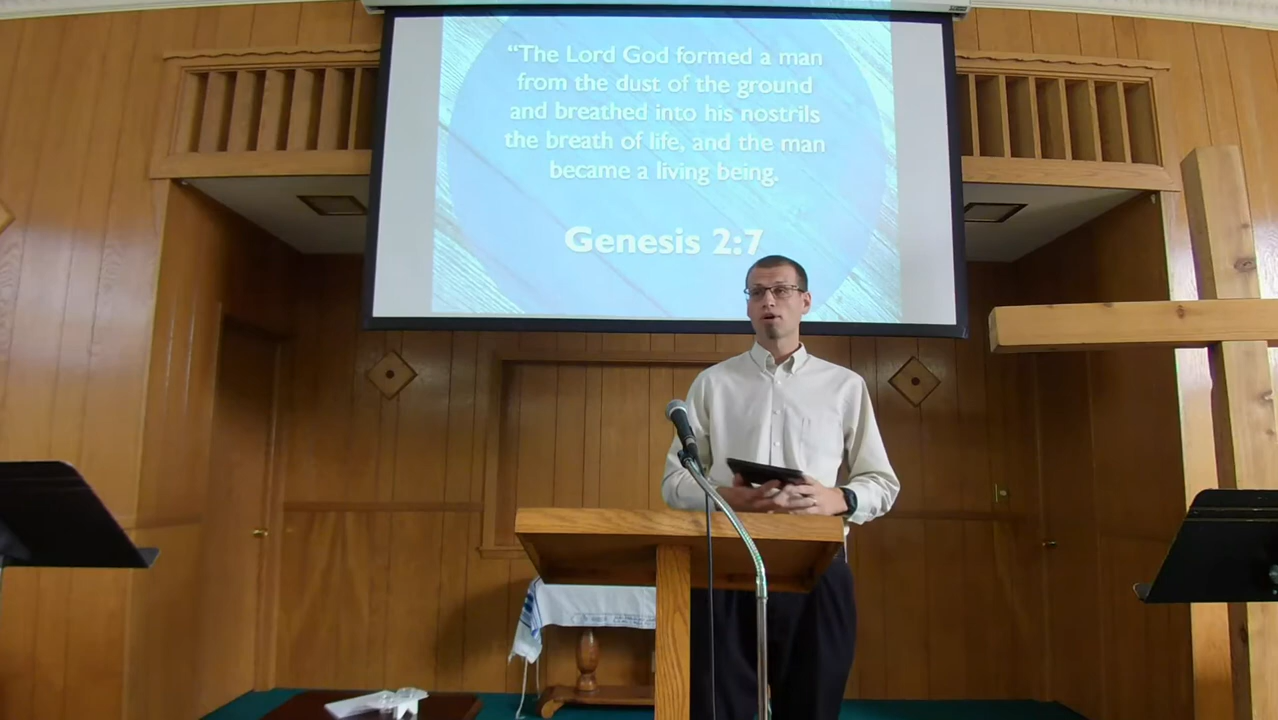 “The Lord God formed a man
from the dust of the ground
and breathed into his nostrils
the breath of life, and the man
became a living being.
Genesis 2:7